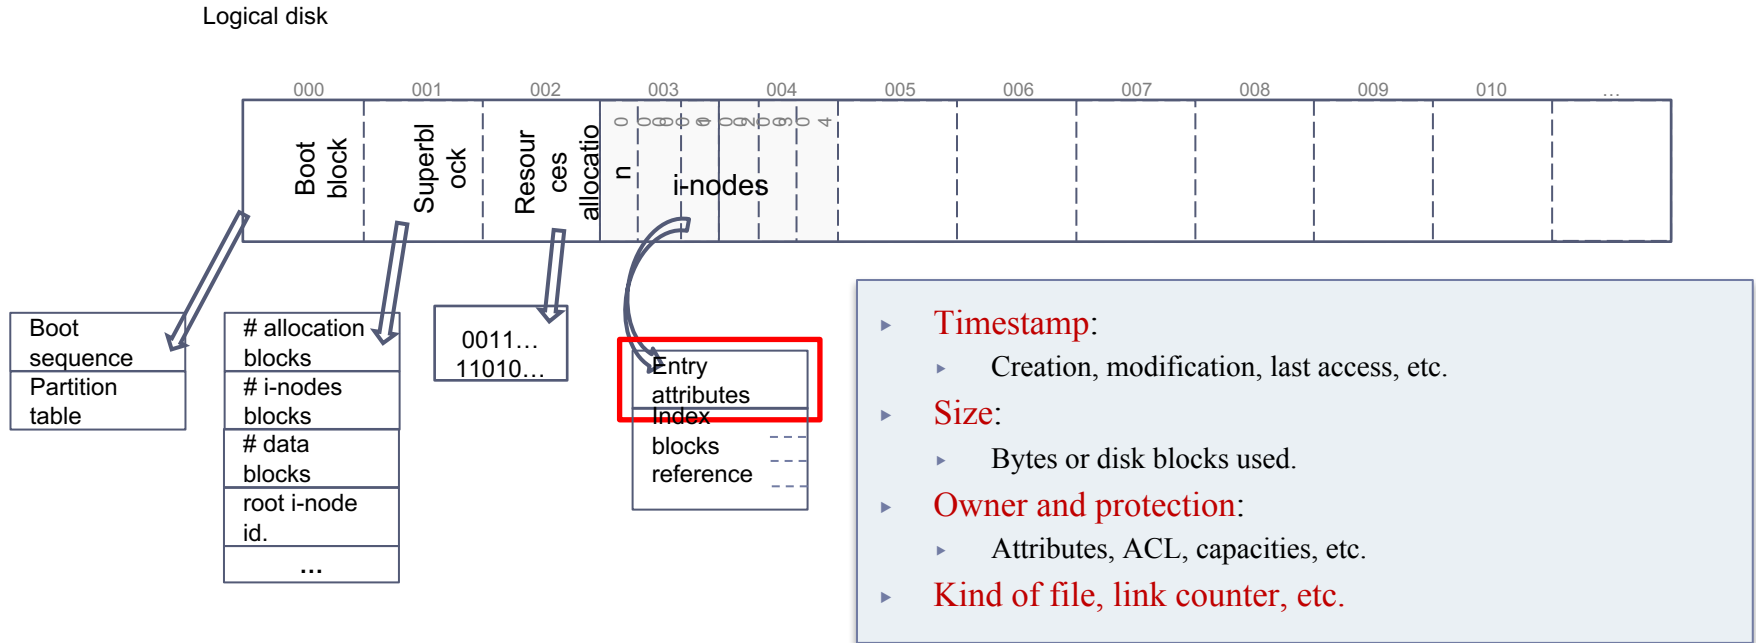 Logical disk
000 001 002 003 004 005 006 007 008 009 010 ...
Boot
block
Superbl
ock
Resour
ces
allocatio
n
i-nodes
Boot
sequence
Partition
table
# allocation
blocks
# i-nodes
blocks
# data
blocks
root i-node
id.
...
0011...
11010...
Entry
attributes
Index
blocks
reference
Timestamp:
Creation, modification, last access, etc.
Size:
Bytes or disk blocks used.
Owner and protection:
Attributes, ACL, capacities, etc.
Kind of file, link counter, etc.